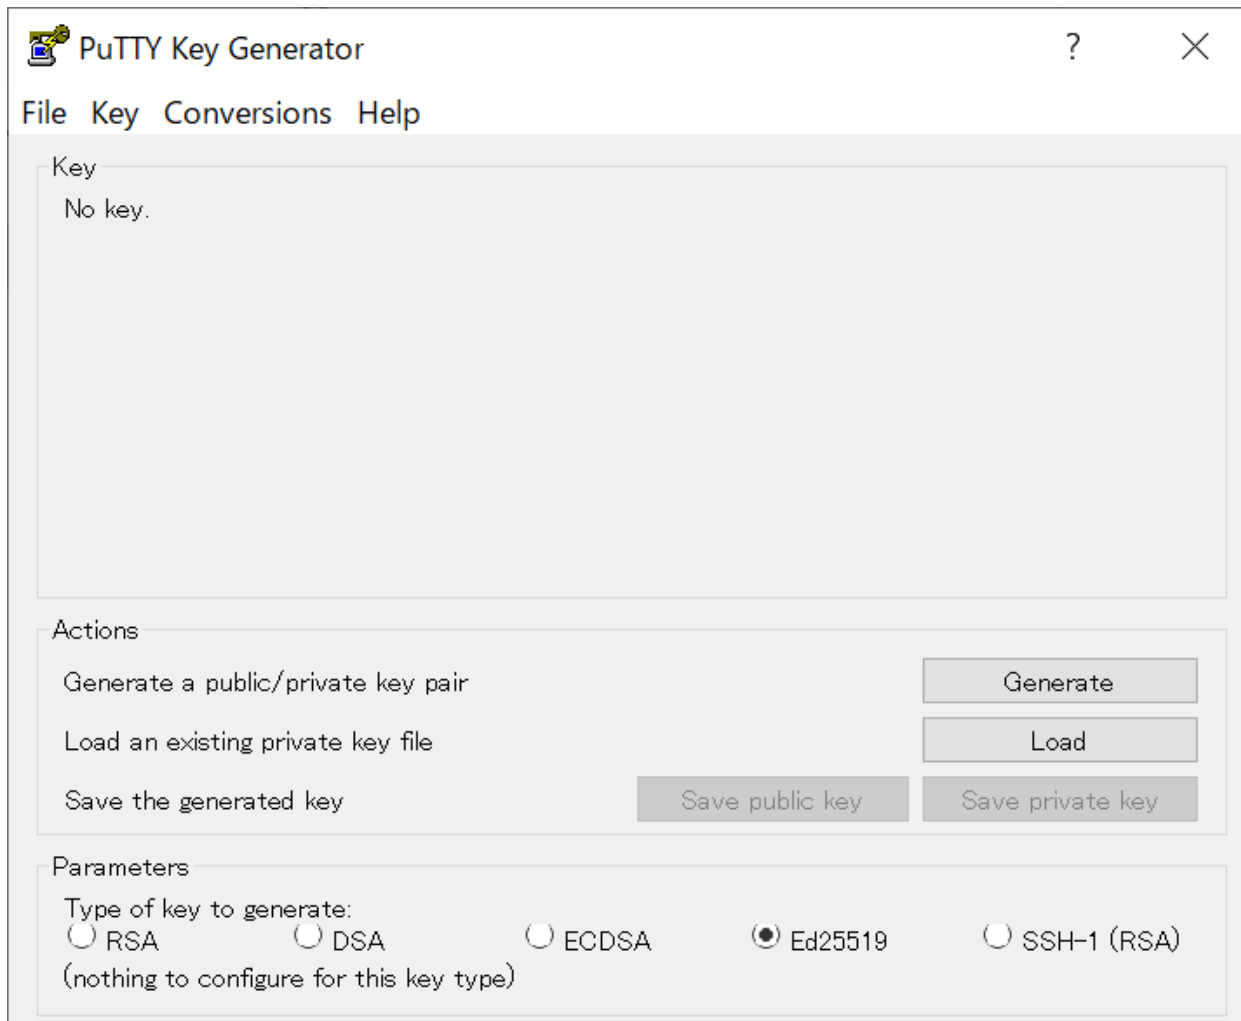 PuTTY Key Generator ?
File Key Conversions Help
Key
No key.
Actions
Generate a public/private key pair Generate
Load an existing private key file Load
Save the generated key Save public key Save private key
Parameters
Type of key to generate:
RSA DSA ECDSA Ed25519 SSH-1 (RSA)
(nothing to configure for this key type)